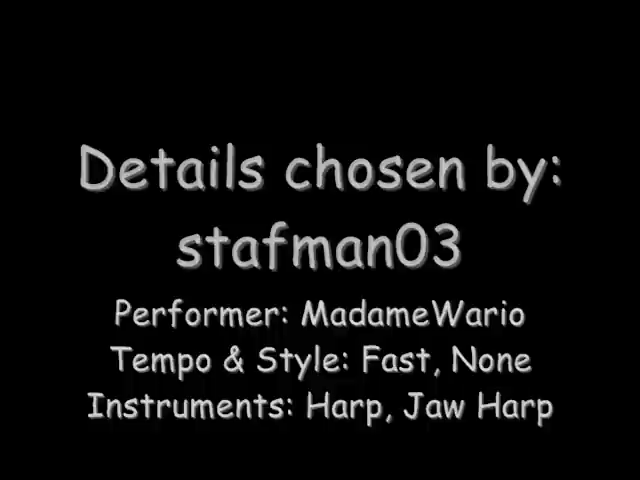 Details chosen by:
stafman03
Performer: MadameWario
Tempo & Style: Fast, None
Instruments: Harp, Jaw Harp